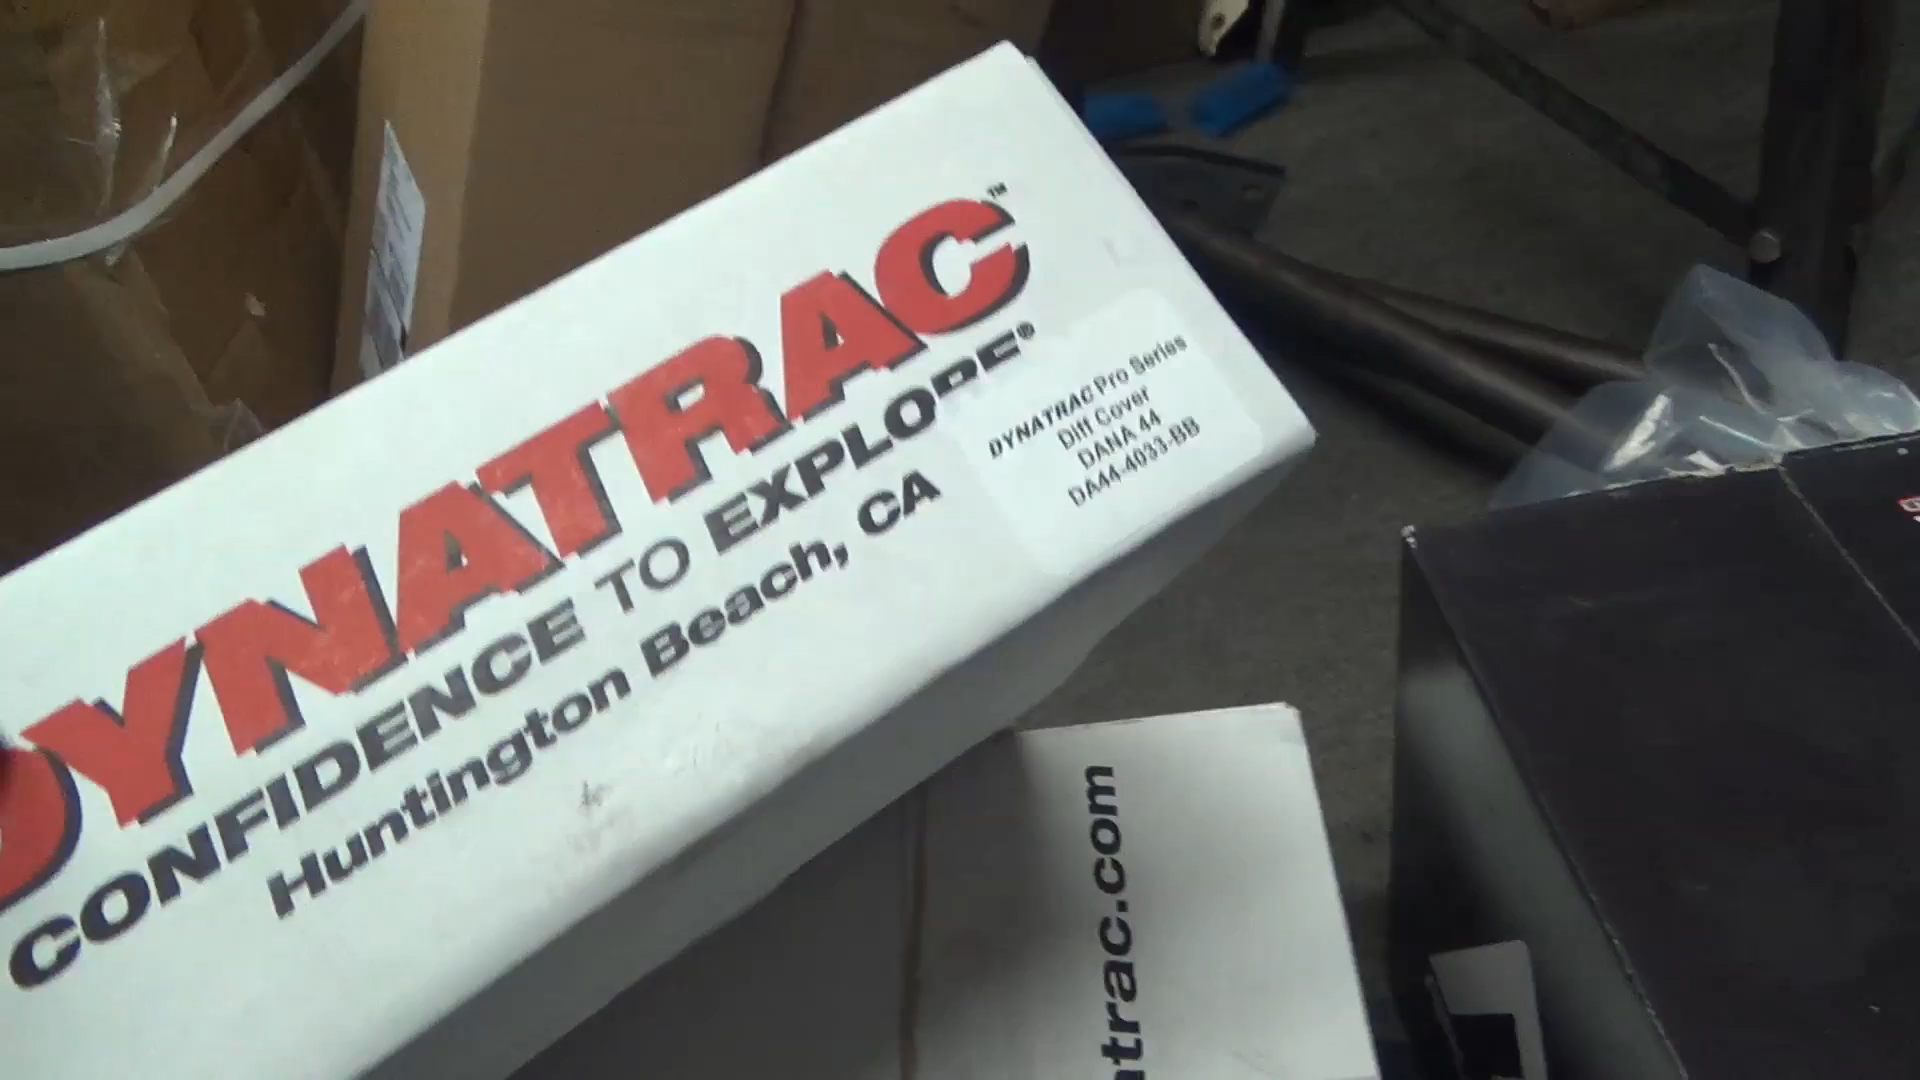 DYNATRAC™
CONFIDENCE TO EXPLORE®
Huntington Beach, CA
DYNATRAC Pro Series
Diff Cover
DANA 44
DA44-4033-BB
atrac.com